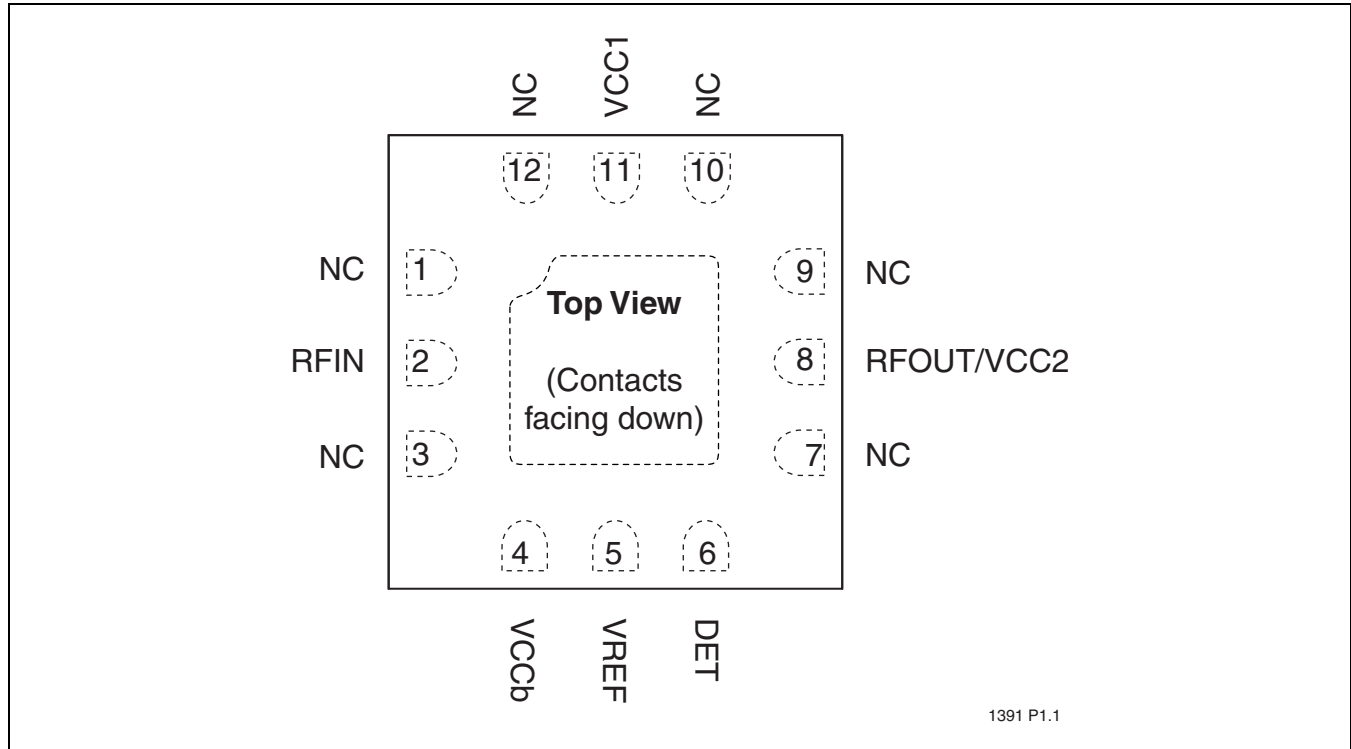 NC
VCC1
NC
12
11
10
NC
1
9
NC
Top View
RFIN
2
8
RFOUT/VCC2
(Contacts
facing down)
NC
3
7
NC
4
5
6
VCCb
VREF
DET
1391 P1.1